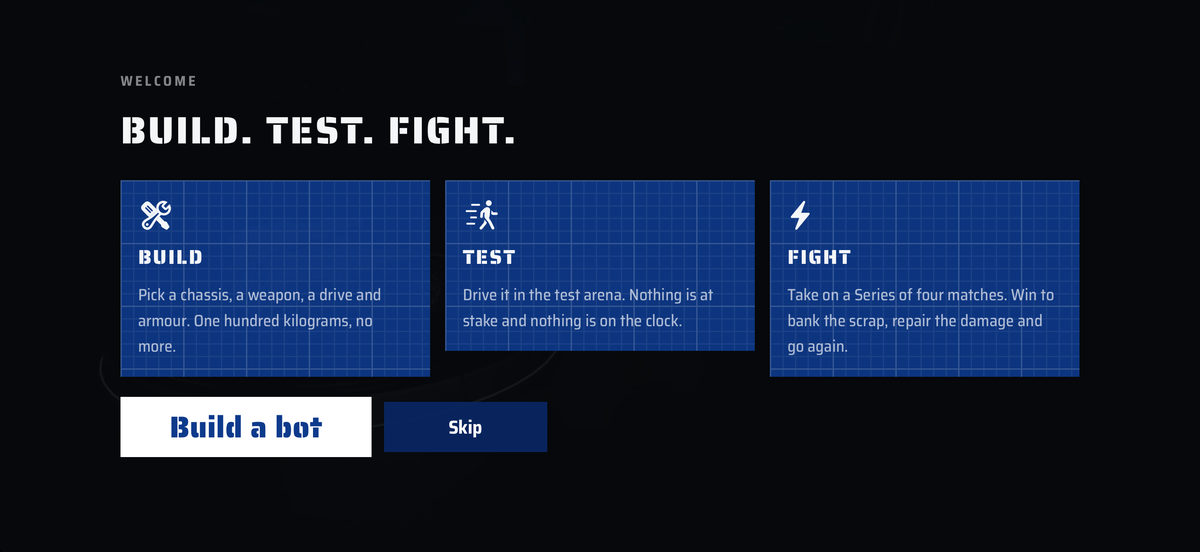 WELCOME
BUILD. TEST. FIGHT.
BUILD
Pick a chassis, a weapon, a drive and
armour. One hundred kilograms, no
more.
TEST
Drive it in the test arena. Nothing is at
stake and nothing is on the clock.
FIGHT
Take on a Series of four matches. Win to
bank the scrap, repair the damage and
go again.
Build a bot
Skip